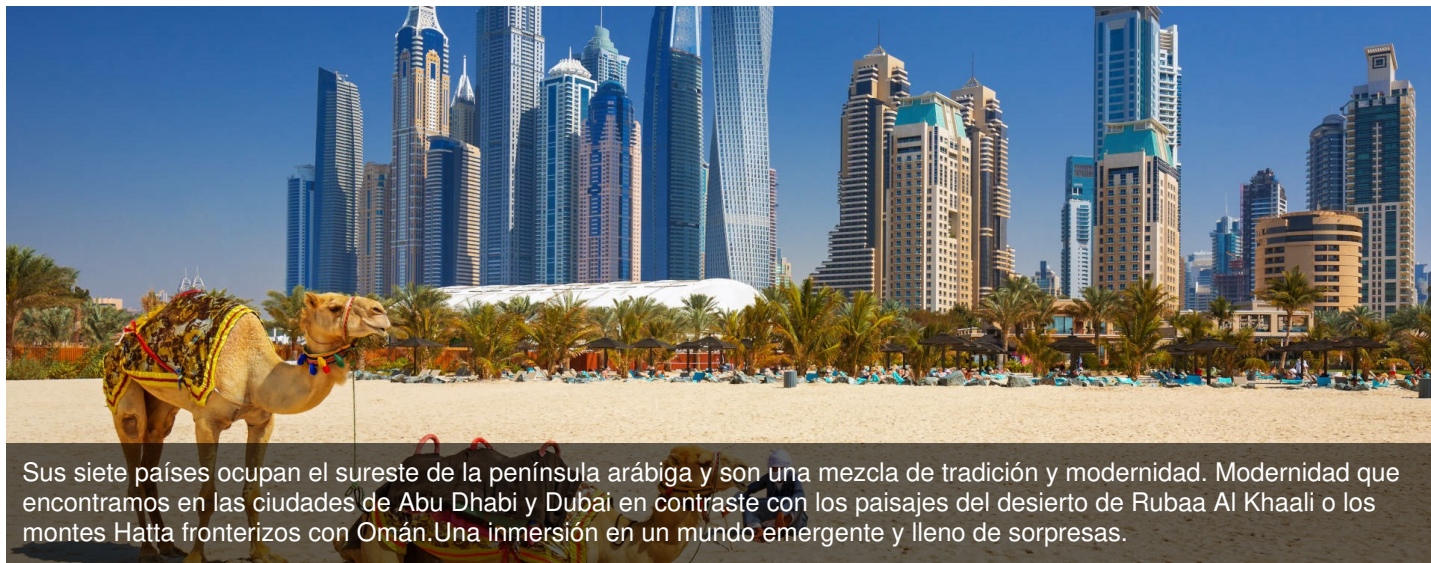 Sus siete países ocupan el sureste de la península arábiga y son una mezcla de tradición y modernidad. Modernidad que
encontramos en las ciudades de Abu Dhabi y Dubai en contraste con los paisajes del desierto de Rubaa Al Khaali o los
montes Hatta fronterizos con Omán.Una inmersión en un mundo emergente y lleno de sorpresas.